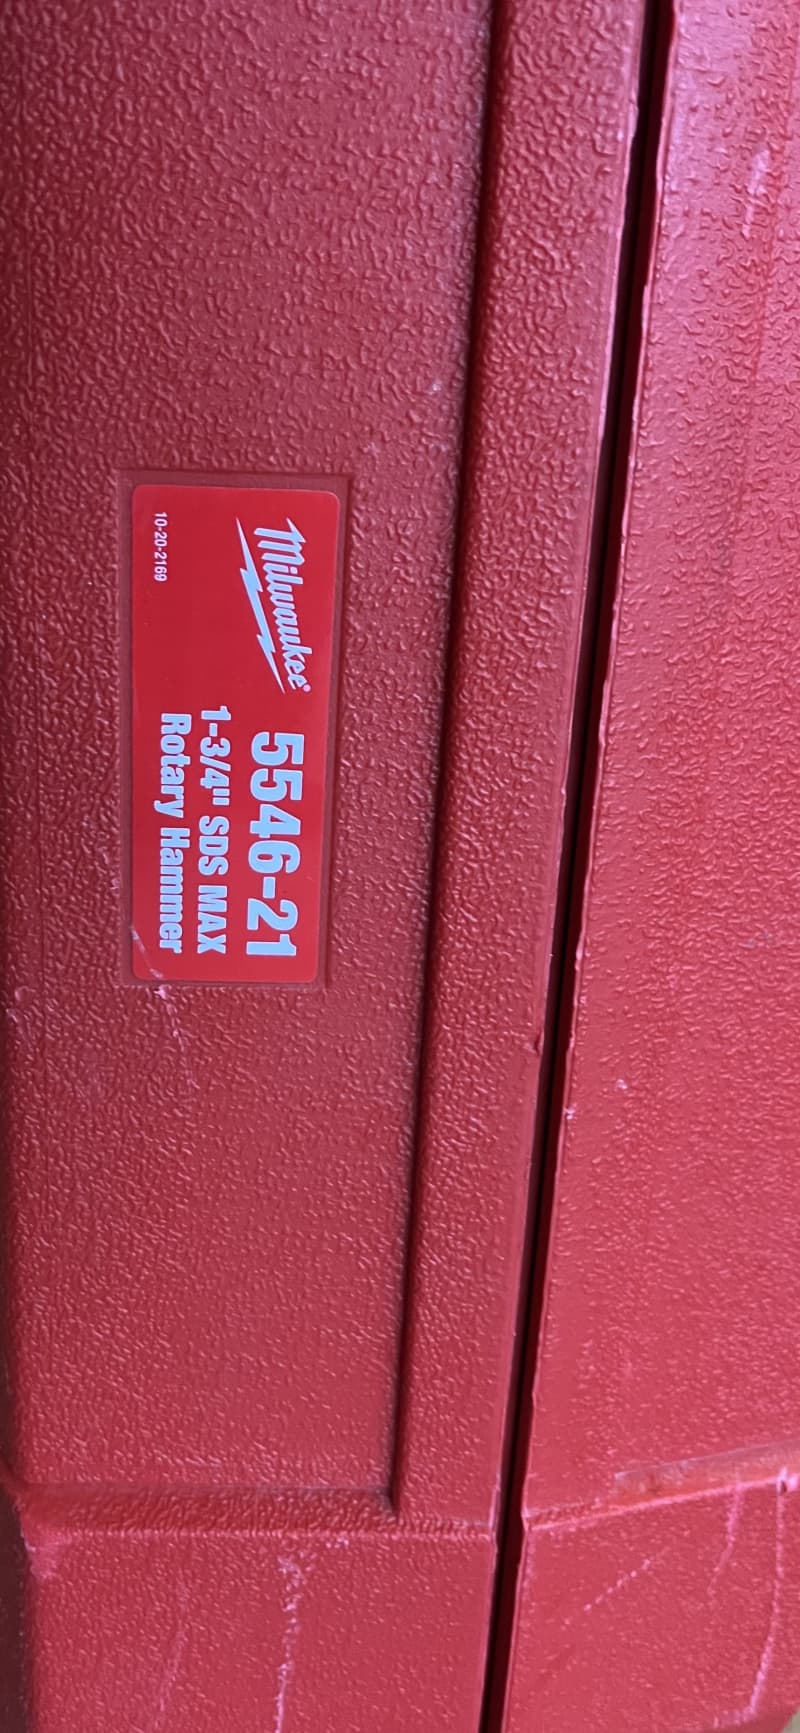 Milwaukee®
5546-21
1-3/4" SDS MAX
Rotary Hammer
10-20-2169